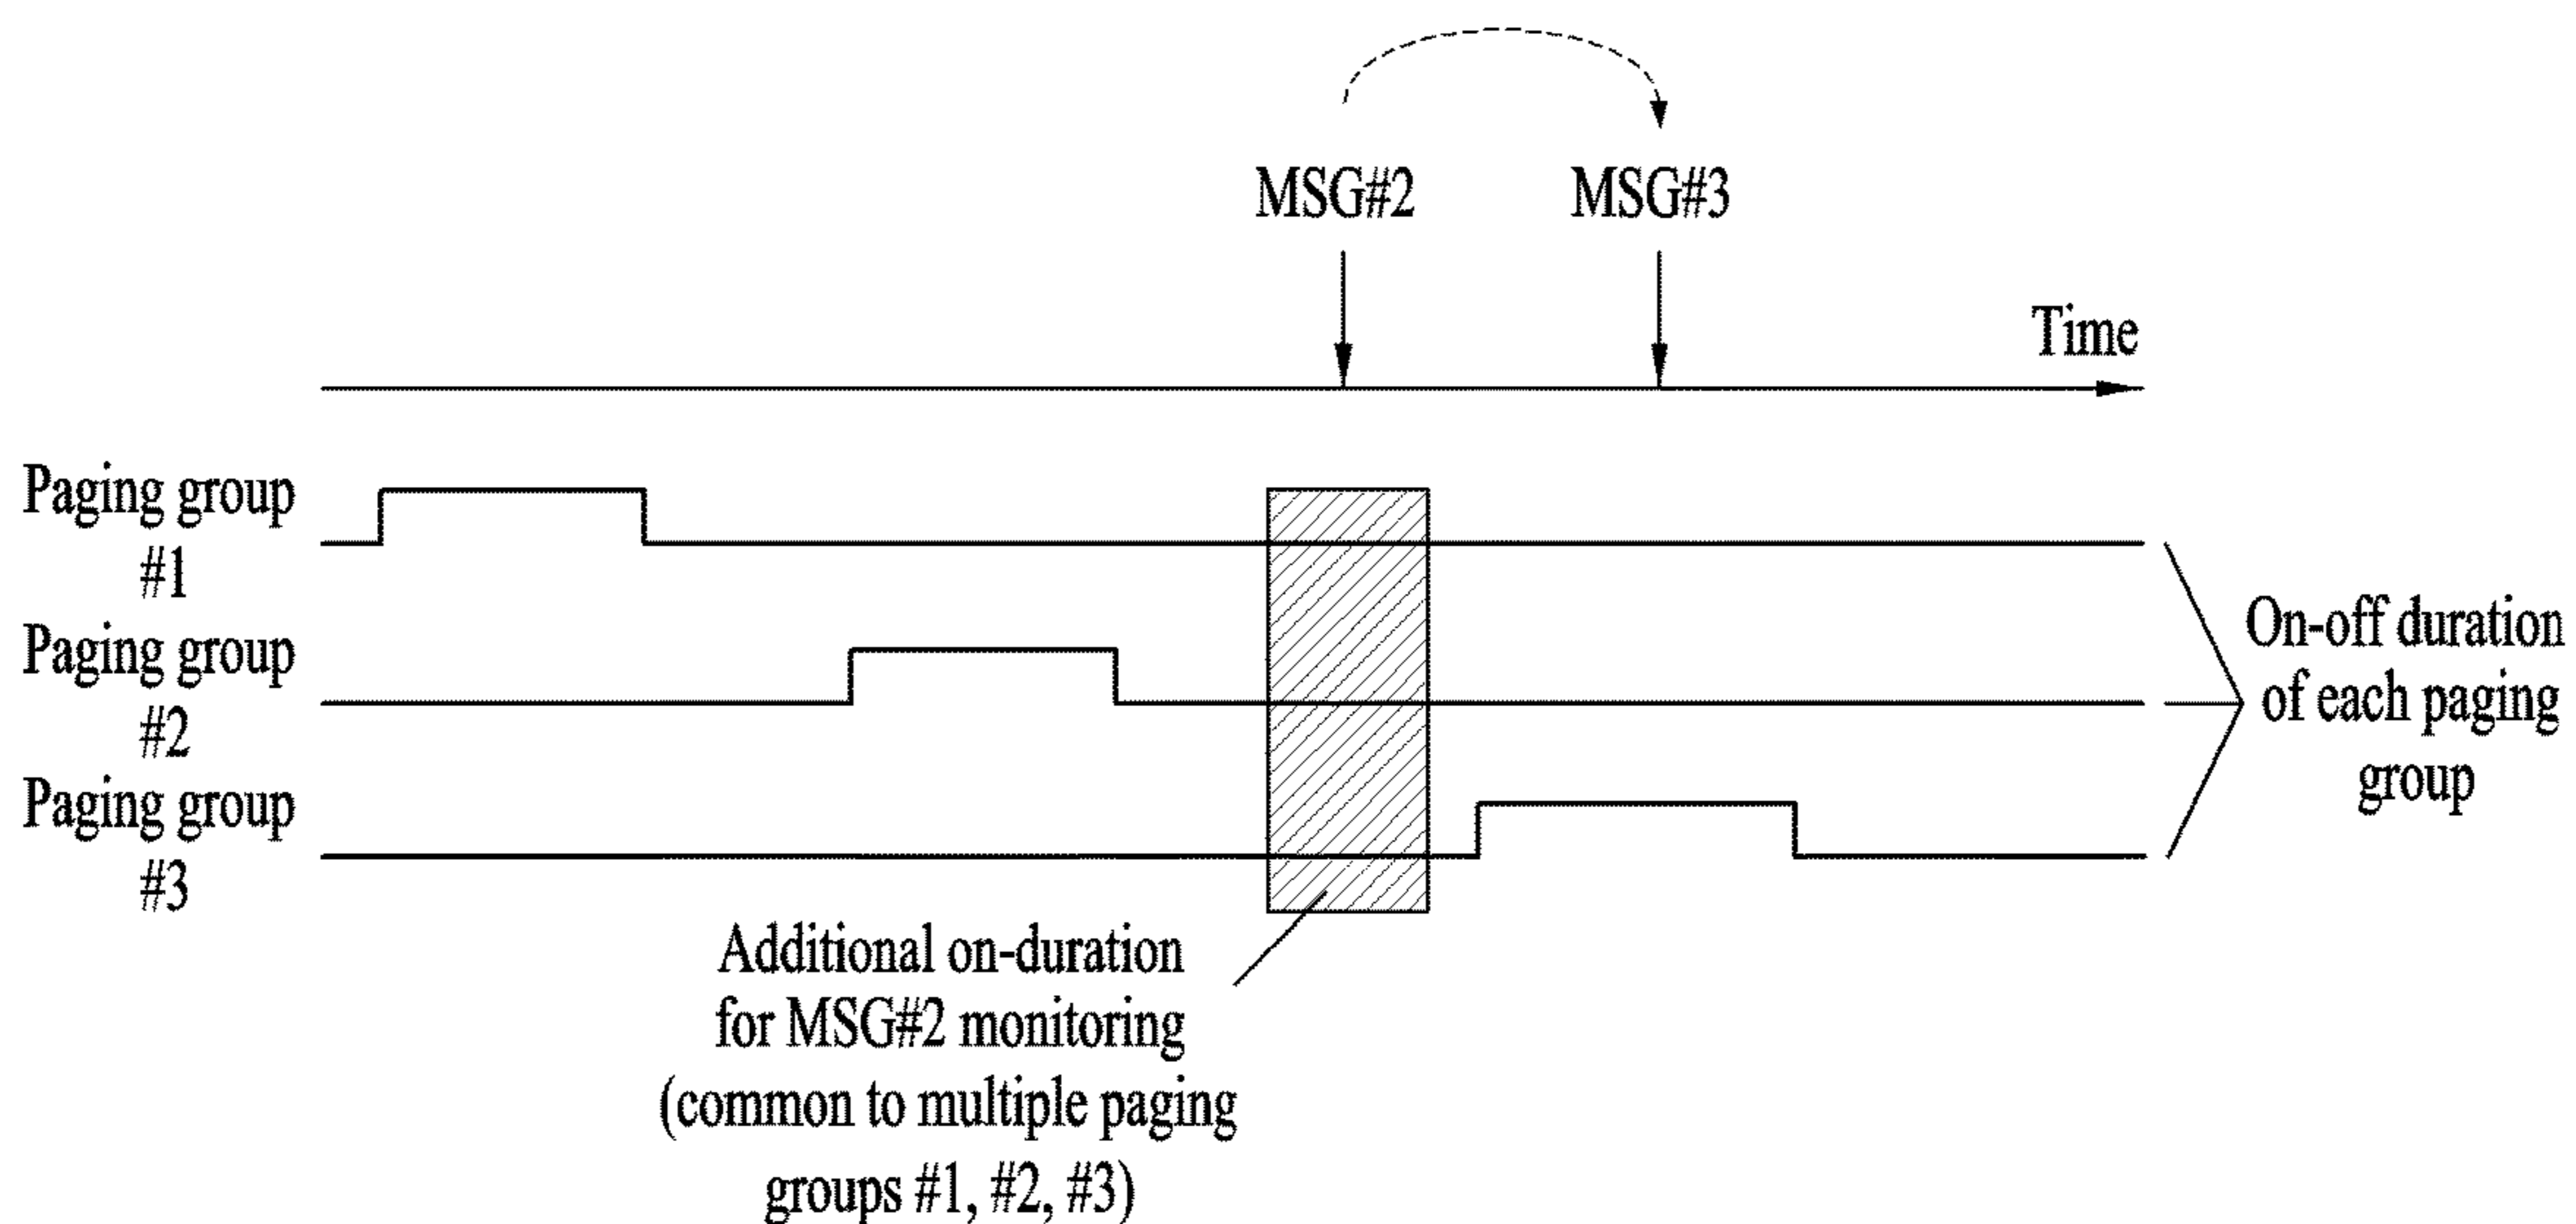 MSG#2
MSG#3
Time
Paging group
#1
Paging group
#2
Paging group
#3
On-off duration
of each paging
group
Additional on-duration
for MSG#2 monitoring
(common to multiple paging
groups #1, #2, #3)